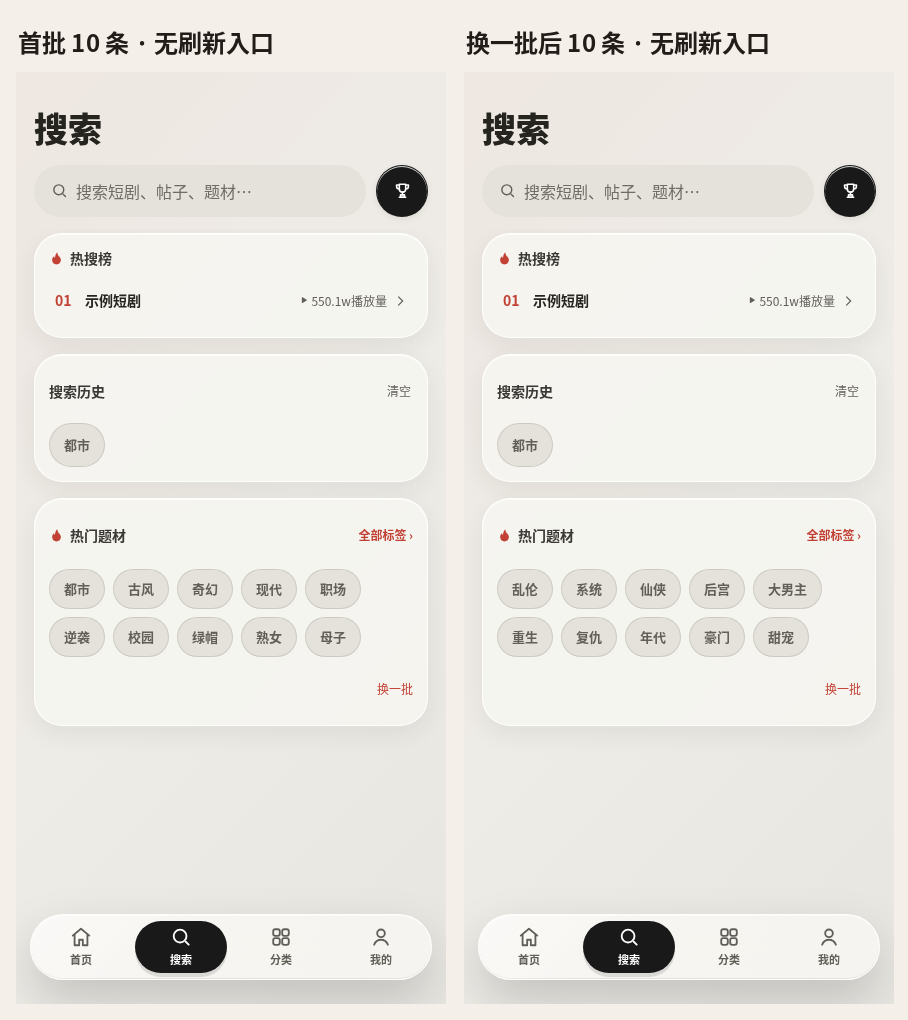 首批 10 条 · 无刷新入口
搜索
搜索短剧、帖子、题材…
热搜榜
01 示例短剧 550.1w播放量
搜索历史 清空
都市
热门题材 全部标签 ›
都市 古风 奇幻 现代 职场
逆袭 校园 绿帽 熟女 母子
换一批
首页 搜索 分类 我的
换一批后 10 条 · 无刷新入口
搜索
搜索短剧、帖子、题材…
热搜榜
01 示例短剧 550.1w播放量
搜索历史 清空
都市
热门题材 全部标签 ›
乱伦 系统 仙侠 后宫 大男主
重生 复仇 年代 豪门 甜宠
换一批
首页 搜索 分类 我的